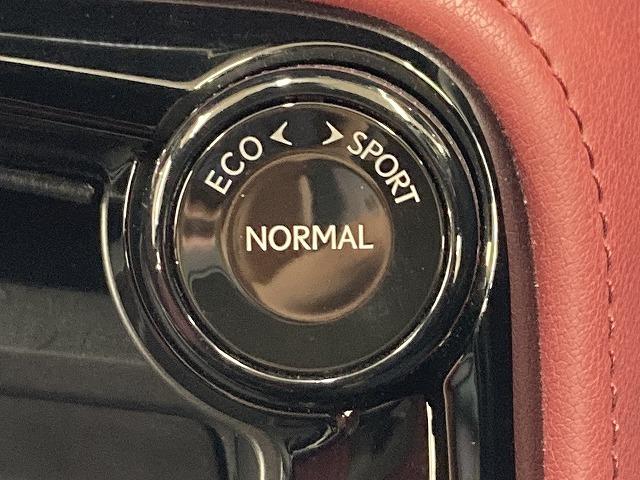 ECO < > SPORT
NORMAL